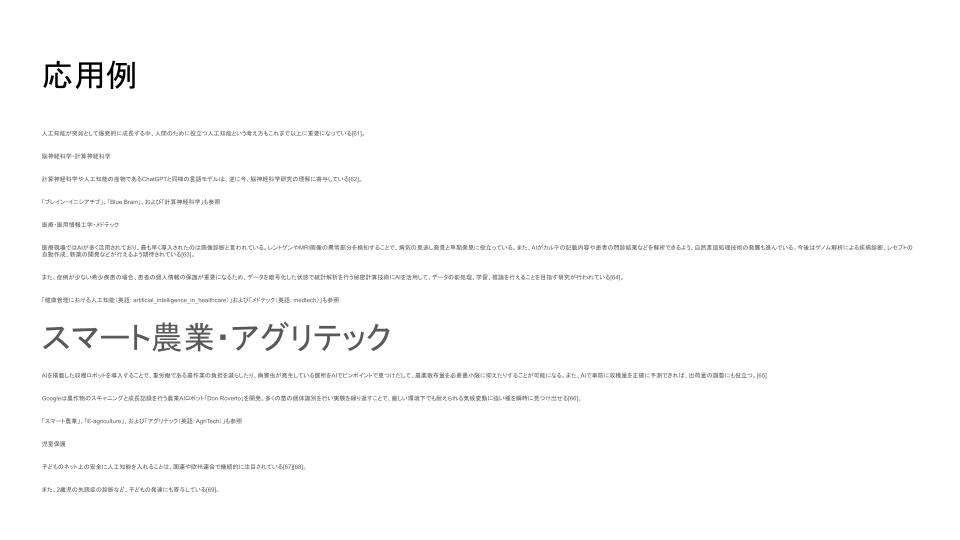 応用例
人工知能が突如として爆発的に成長する中、人間のために役立つ人工知能という考え方もこれまで以上に重要になっている[61]。
脳神経科学・計算神経科学
計算神経科学や人工知能の産物であるChatGPTと同様の言語モデルは、逆に今、脳神経科学研究の理解に寄与している[62]。
「ブレイン・イニシアチブ」、「Blue Brain」、および「計算神経科学」も参照
医療・医用情報工学・メドテック
医療現場ではAIが多く活用されており、最も早く導入されたのは画像診断と言われている。レントゲンやMRI画像の異常部分を検知することで、病気の見逃し発見と早期発見に役立っている。また、AIがカルテの記載内容や患者の問診結果などを解析できるよう、自然言語処理技術の発展も進んでいる。今後はゲノム解析による疾病診断、レセプトの
自動作成、新薬の開発などが行えるよう期待されている[63]。
また、症例が少ない希少疾患の場合、患者の個人情報の保護が重要になるため、データを暗号化した状態で統計解析を行う秘密計算技術にAIを活用して、データの前処理、学習、推論を行えることを目指す研究が行われている[64]。
「健康管理における人工知能（英語: artificial_intelligence_in_healthcare）」および「メドテック（英語: medtech）」も参照
スマート農業・アグリテック
AIを搭載した収穫ロボットを導入することで、重労働である農作業の負担を減らしたり、病害虫が発生している個所をAIでピンポイントで見つけだして、農薬散布量を必要最小限に抑えたりすることが可能になる。また、AIで事前に収穫量を正確に予測できれば、出荷量の調整にも役立つ。[65]
Googleは農作物のスキャニングと成長記録を行う農業AIロボット「Don Roverto」を開発。多くの苗の個体識別を行い実験を繰り返すことで、厳しい環境下でも耐えられる気候変動に強い種を瞬時に見つけ出せる[66]。
「スマート農業」、「E-agriculture」、および「アグリテック（英語: AgriTech）」も参照
児童保護
子どものネット上の安全に人工知能を入れることは、国連や欧州連合で継続的に注目されている[67][68]。
また、2歳児の失読症の診断など、子どもの発達にも寄与している[69]。